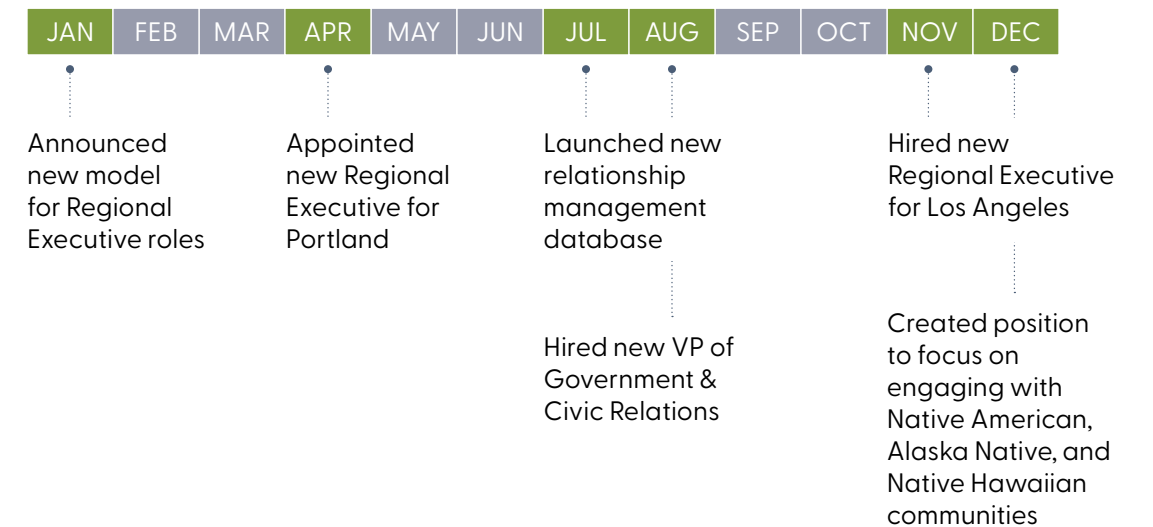 JAN FEB MAR APR MAY JUN JUL AUG SEP OCT NOV DEC
Announced
new model
for Regional
Executive roles
Appointed
new Regional
Executive for
Portland
Launched new
relationship
management
database
Hired new VP of
Government &
Civic Relations
Hired new
Regional Executive
for Los Angeles
Created position
to focus on
engaging with
Native American,
Alaska Native, and
Native Hawaiian
communities